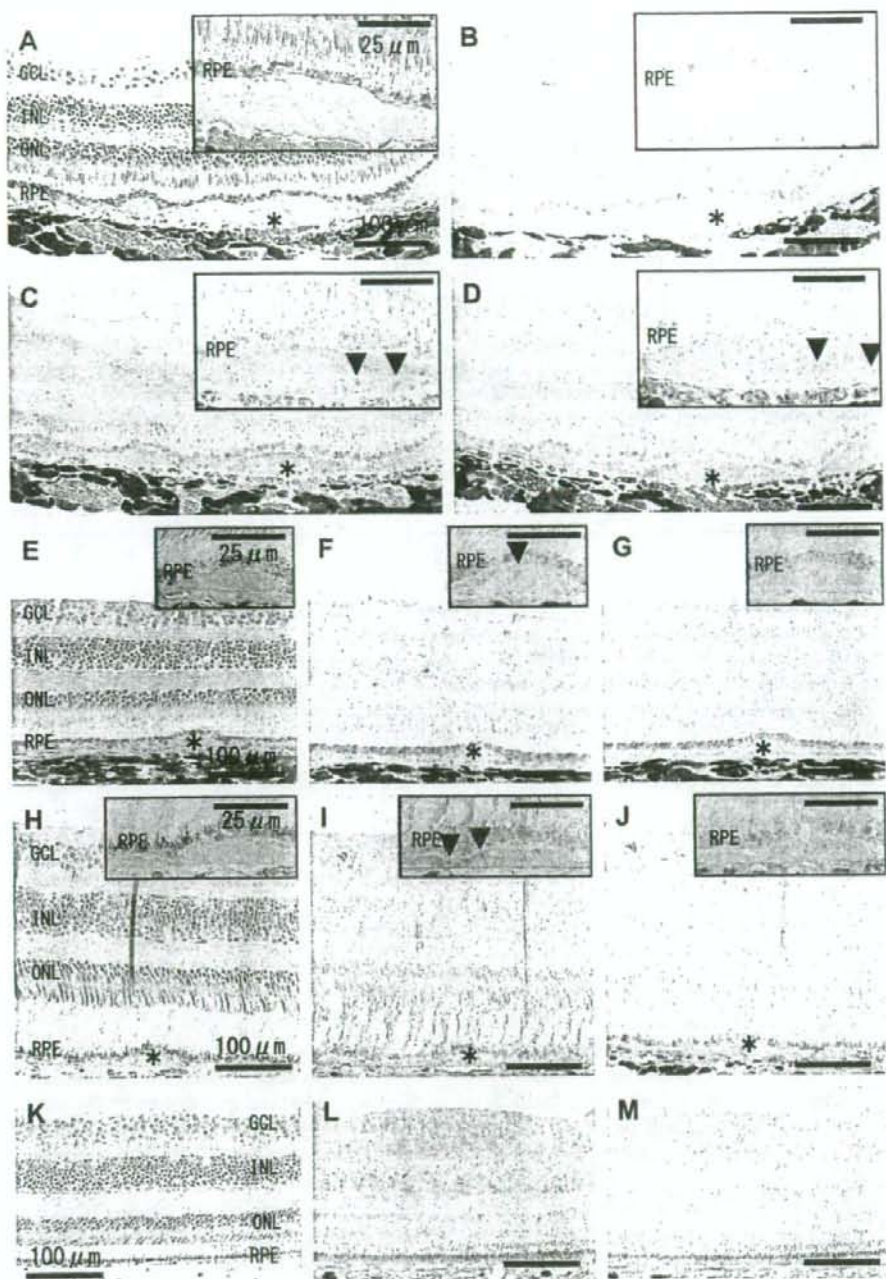 A
25 μm
RPE
GCL
INL
ONL
RPE
*
100 μm
B
RPE
*
C
RPE
*
D
RPE
*
E
25 μm
RPE
GCL
INL
ONL
RPE
*
100 μm
F
RPE
*
G
RPE
*
H
25 μm
RPE
GCL
INL
ONL
RPE
*
100 μm
I
RPE
*
J
RPE
*
K
GCL
INL
ONL
RPE
100 μm
L
M